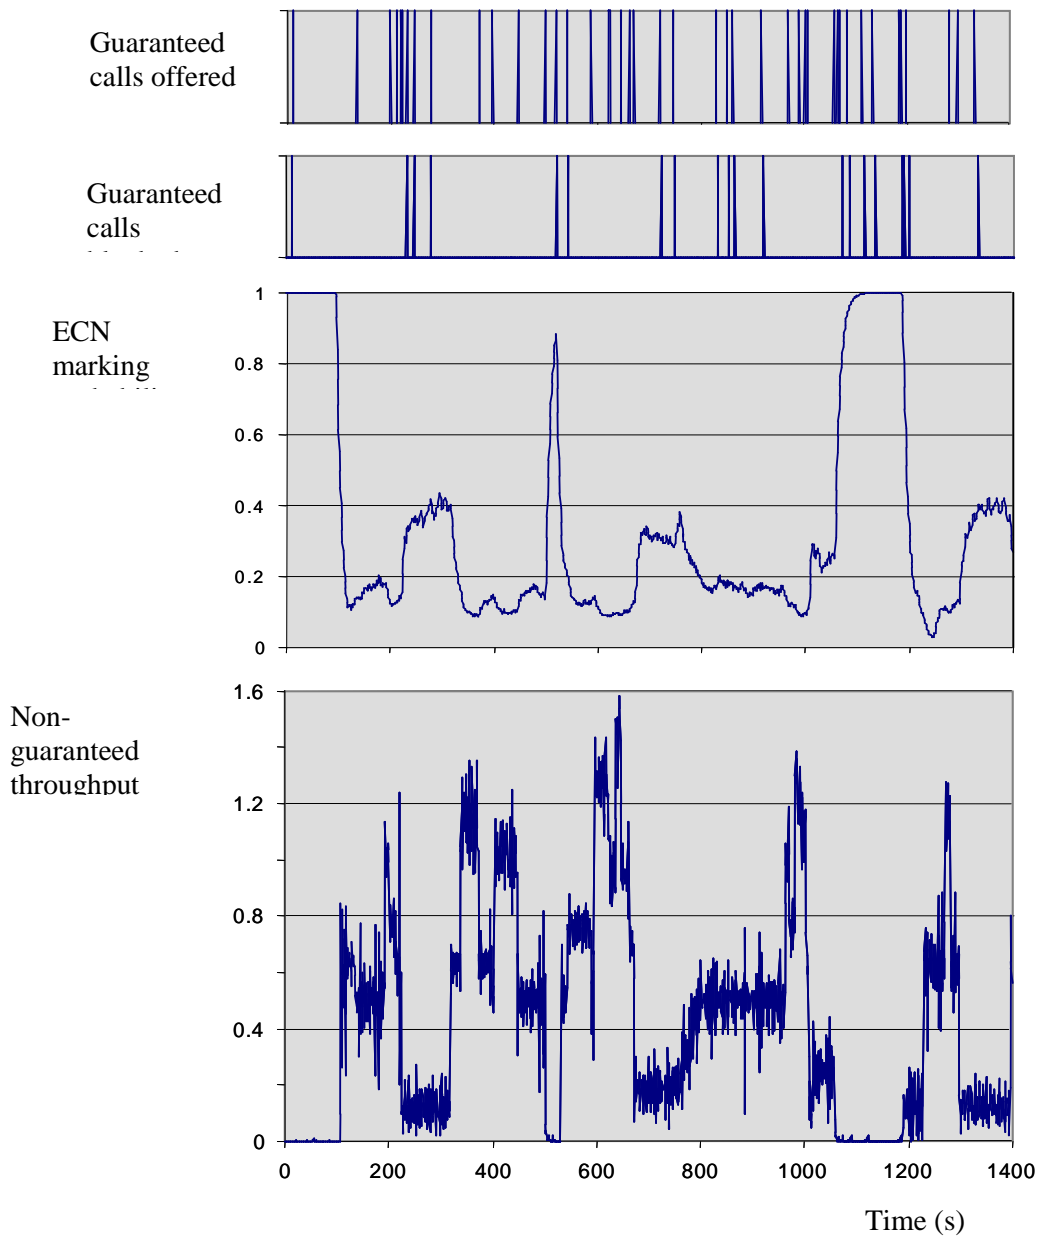 Guaranteed
calls offered
Guaranteed
calls
ECN
marking
1
0.8
0.6
0.4
0.2
0
Non-
guaranteed
throughput
1.6
1.2
0.8
0.4
0
0 200 400 600 800 1000 1200 1400
Time (s)